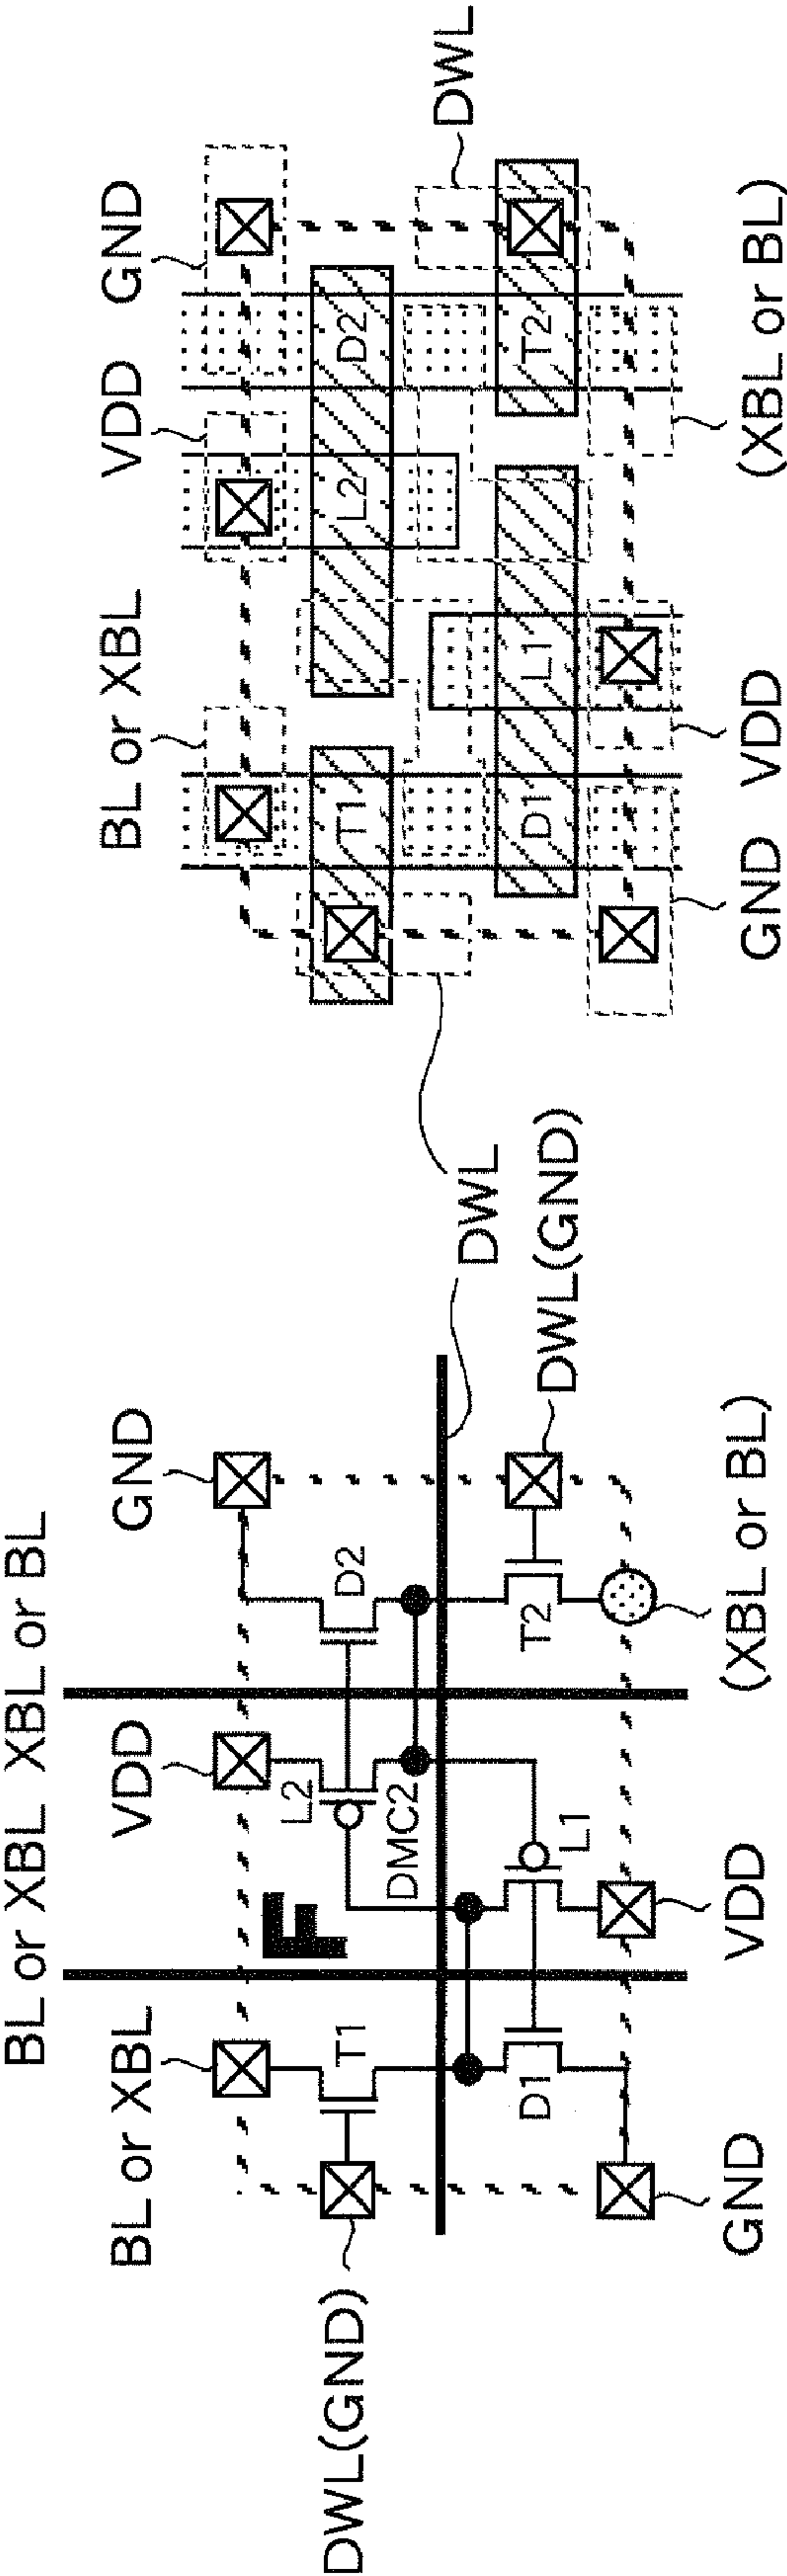 BL or XBL XBL or BL
BL or XBL
VDD
GND
DWL(GND)
T1
F
L2
D2
DMC2
DWL
D1
L1
T2
DWL(GND)
GND
VDD
(XBL or BL)
BL or XBL
VDD
GND
DWL
T1
L2
D2
D1
L1
T2
GND
VDD
(XBL or BL)